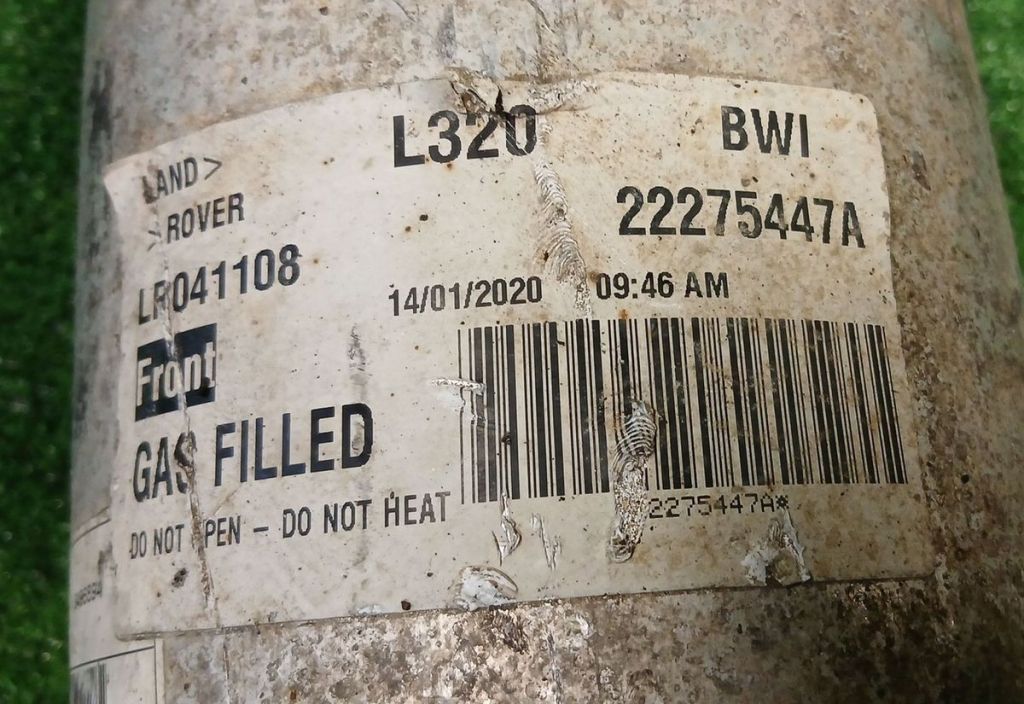 L320
BWI
LAND>
>ROVER
22275447A
LR041108
14/01/2020 09:46 AM
Front
GAS FILLED
DO NOT OPEN - DO NOT HEAT
2275447A*